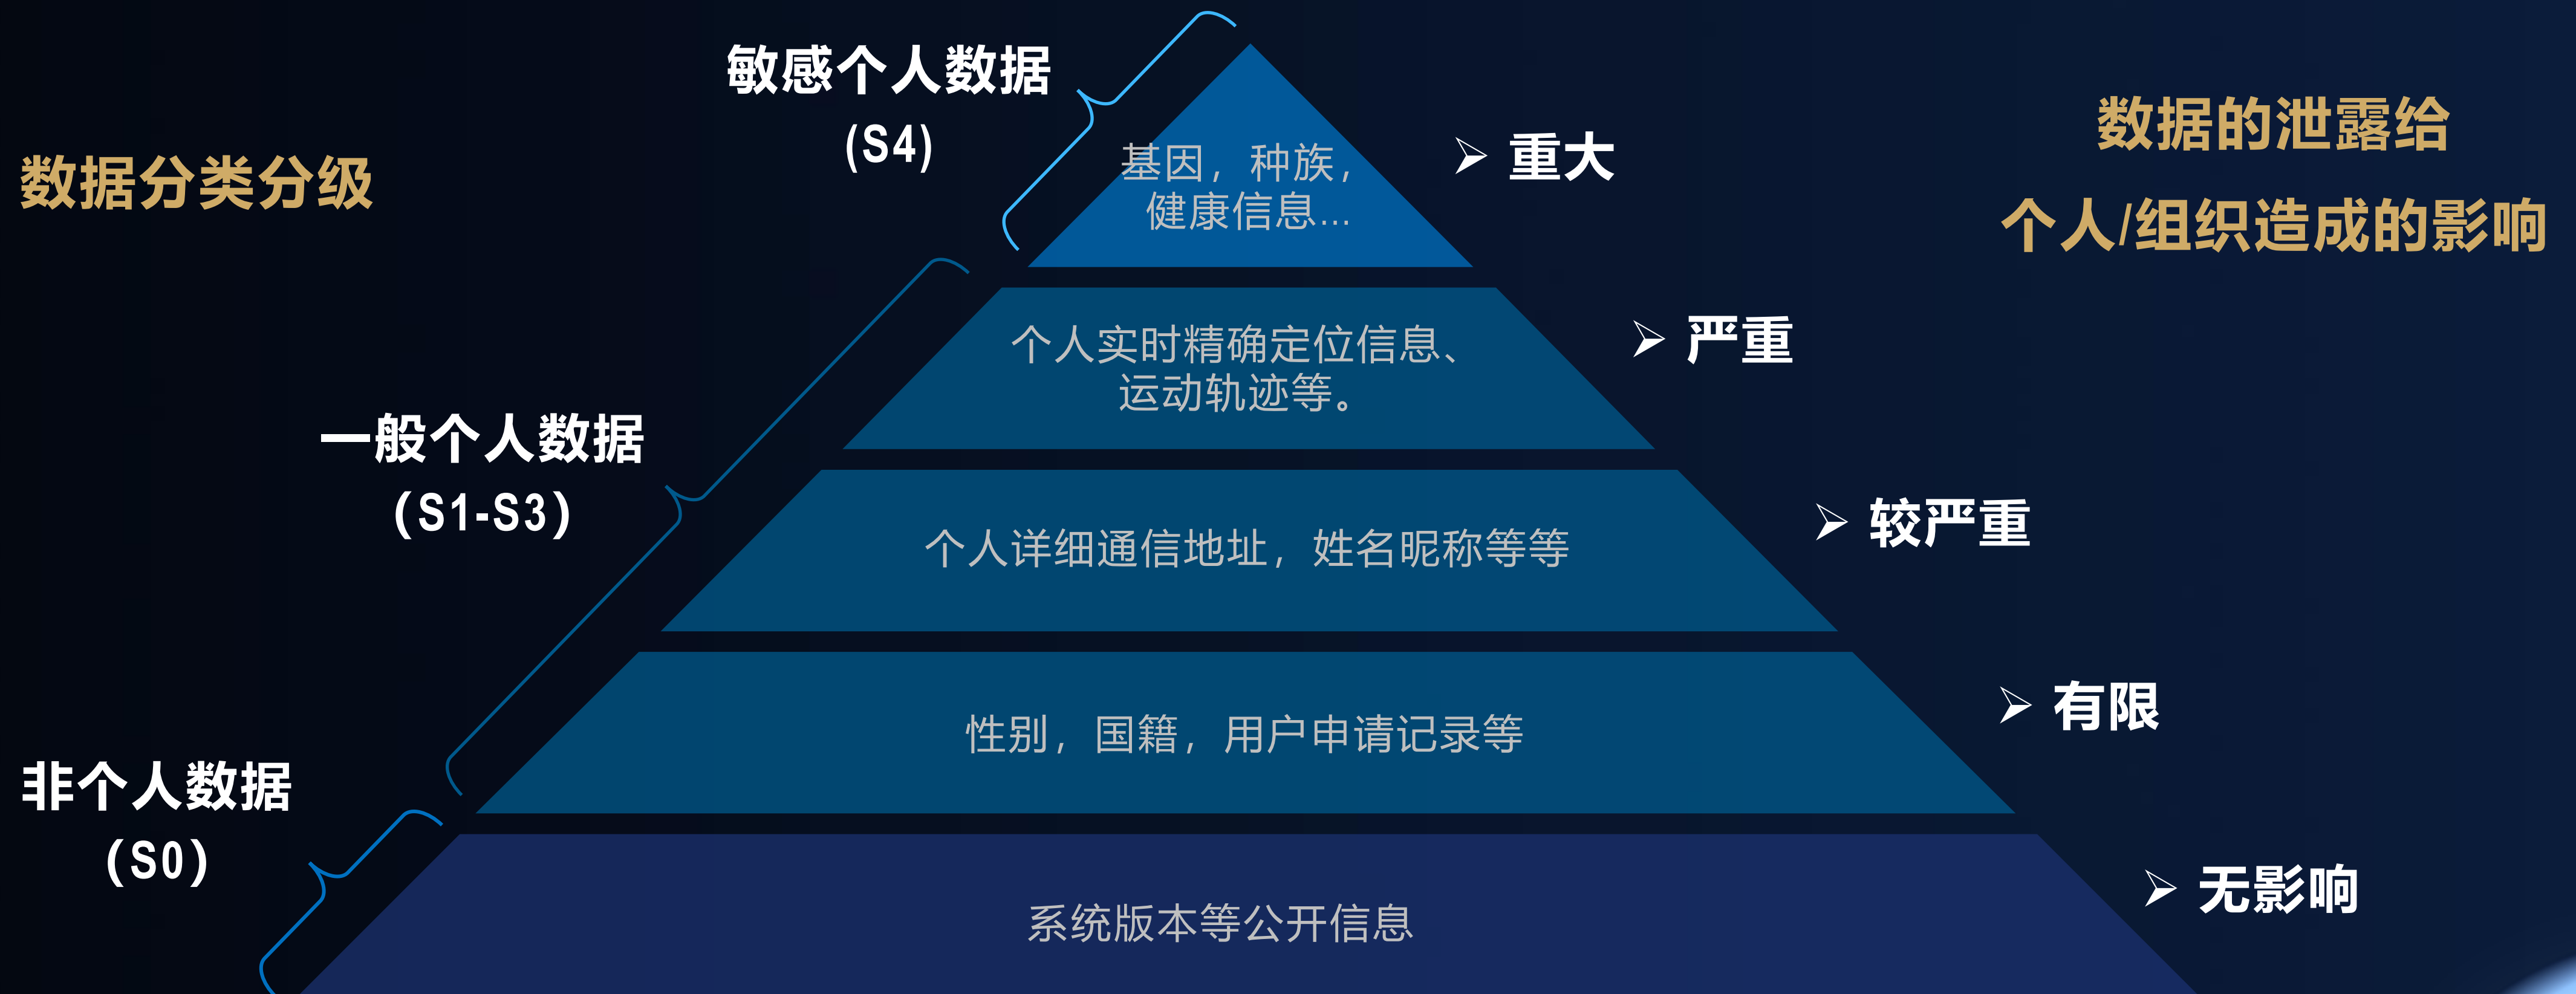 数据分类分级
数据的泄露给
个人/组织造成的影响
敏感个人数据
(S4)
基因，种族，
健康信息...
➢ 重大
一般个人数据
(S1-S3)
个人实时精确定位信息、
运动轨迹等。
➢ 严重
个人详细通信地址，姓名昵称等等
➢ 较严重
性别，国籍，用户申请记录等
➢ 有限
非个人数据
(S0)
系统版本等公开信息
➢ 无影响